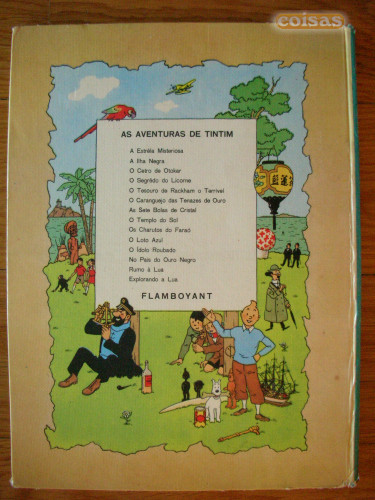 coisas
AS AVENTURAS DE TINTIM
A Estrêla Misteriosa
A Ilha Negra
O Cetro de Otokar
O Segrêdo do Licorne
O Tesouro de Rackham o Terrível
O Caranguejo das Tenazes de Ouro
As Sete Bolas de Cristal
O Templo do Sol
Os Charutos do Faraó
O Loto Azul
O Ídolo Roubado
No País do Ouro Negro
Rumo à Lua
Explorando a Lua
FLAMBOYANT